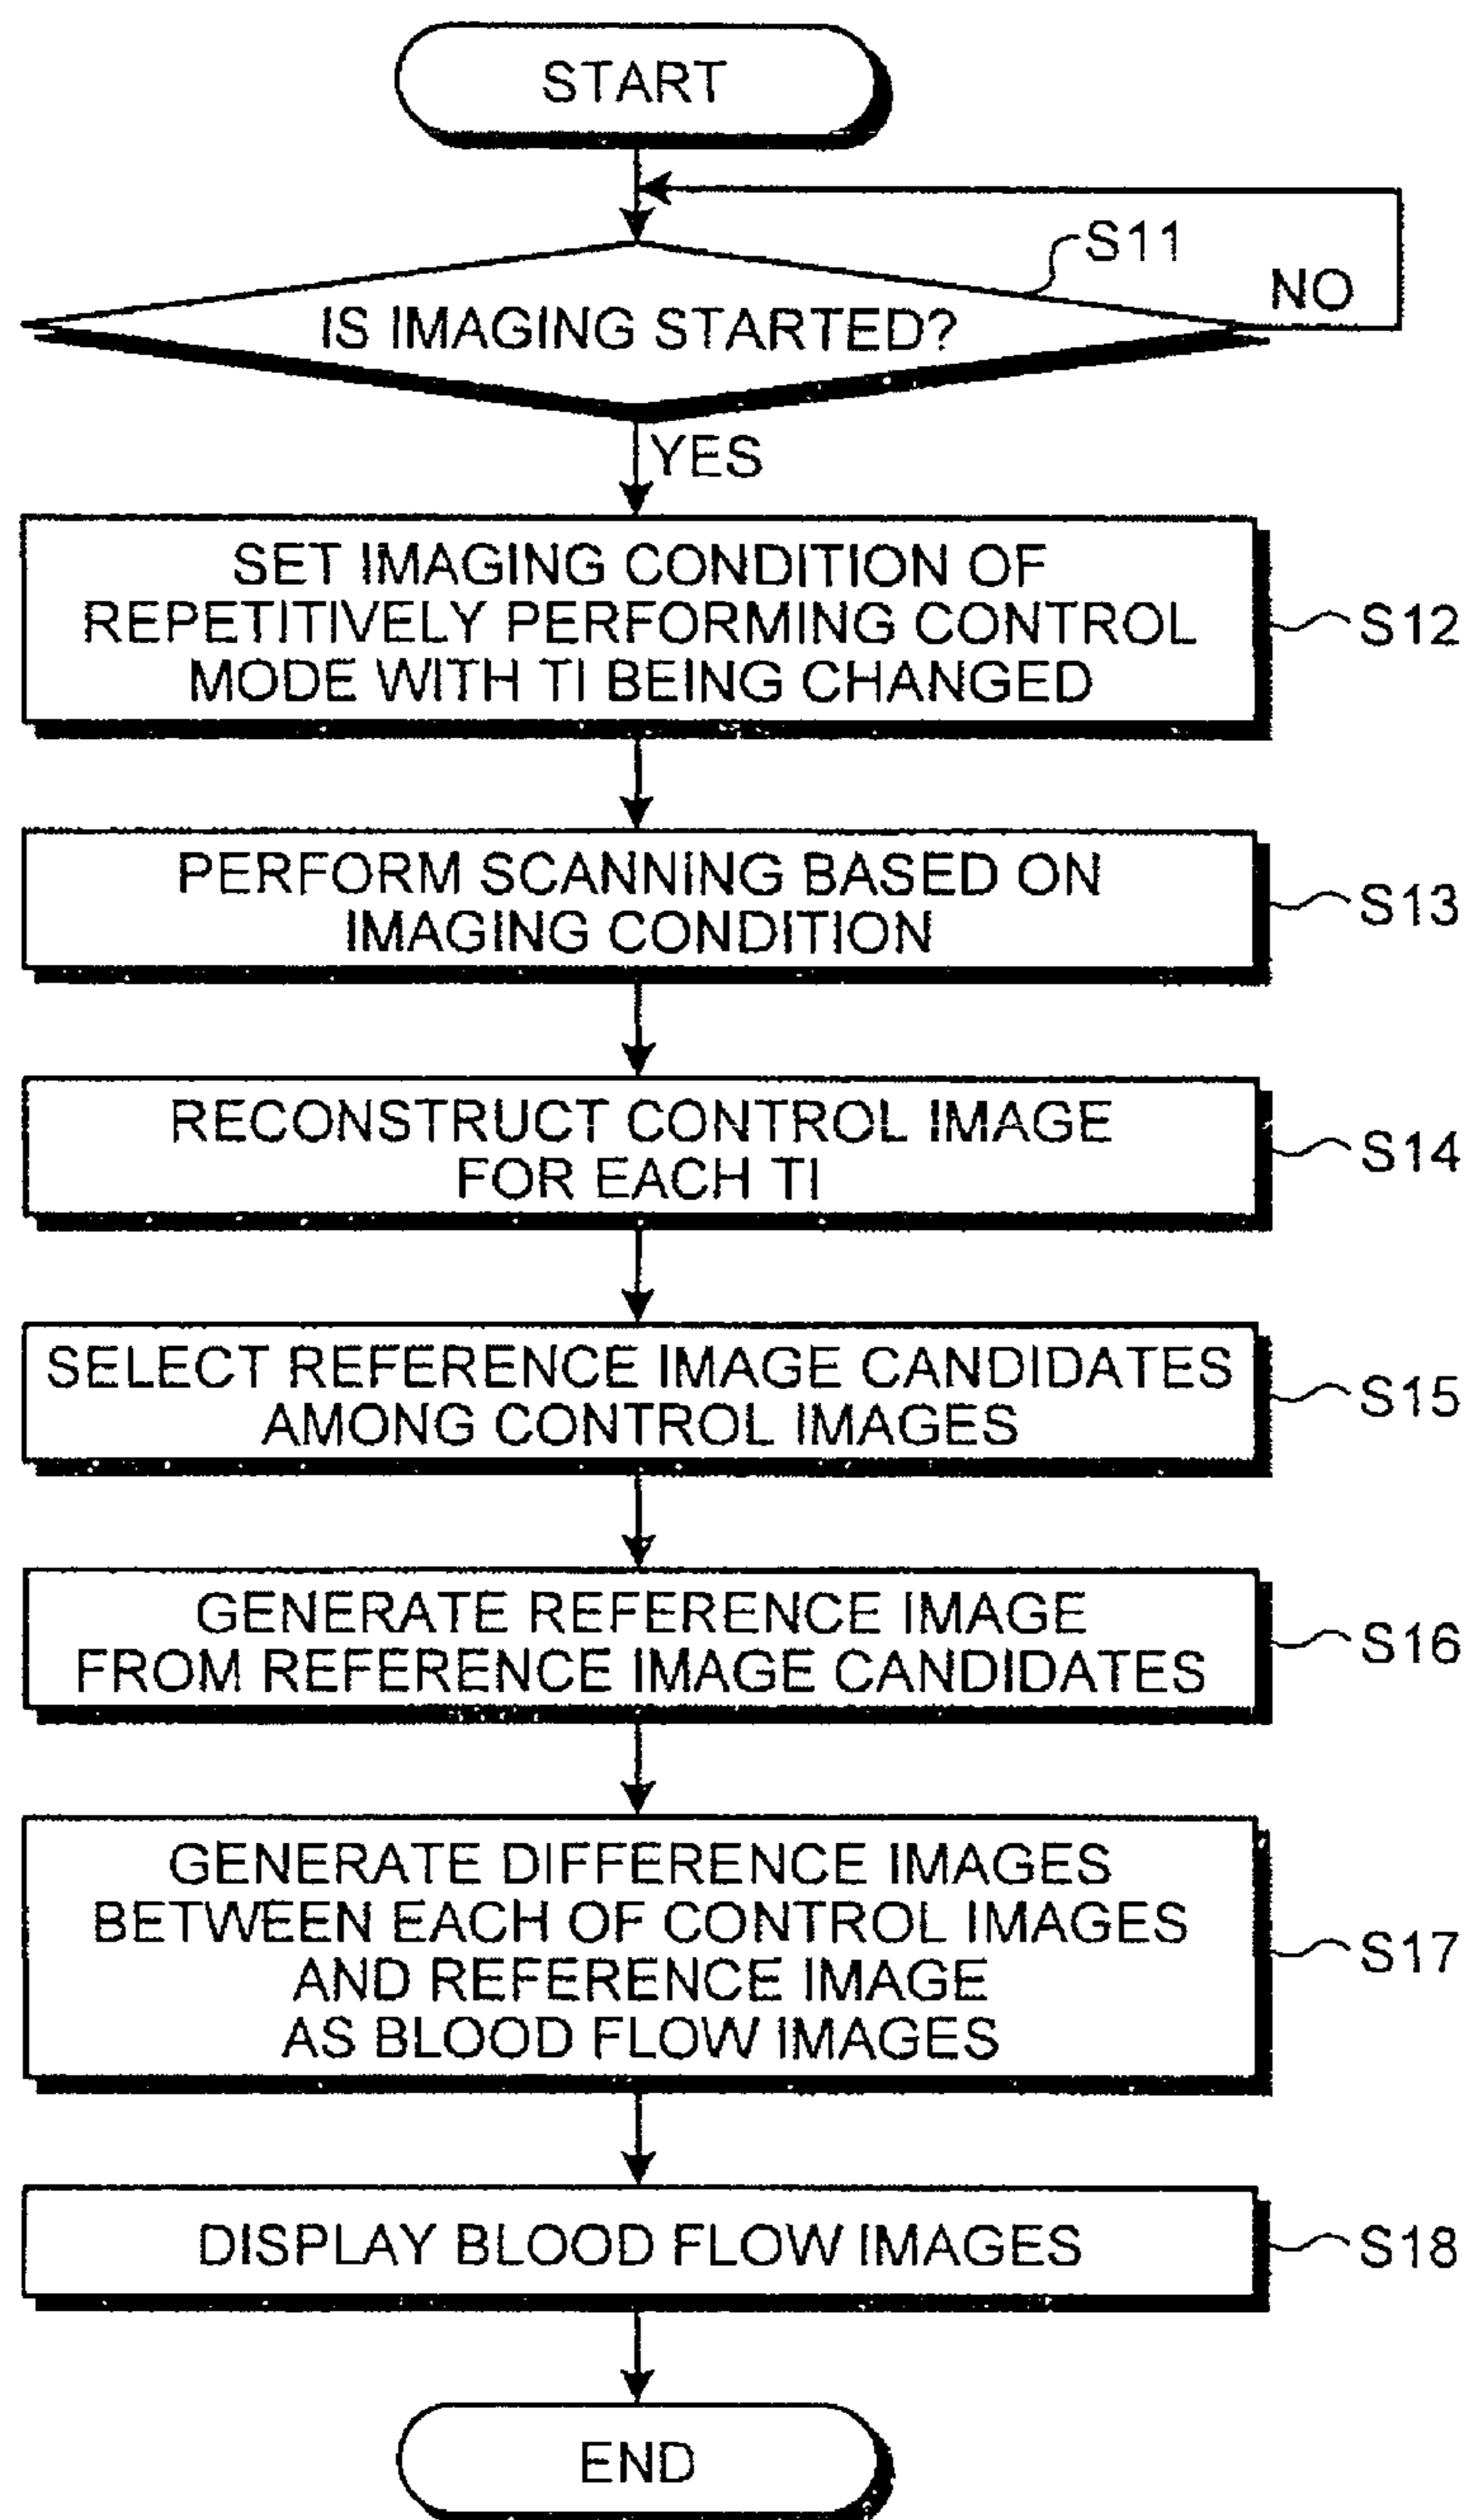 START
S11
NO
IS IMAGING STARTED?
YES
SET IMAGING CONDITION OF
REPETITIVELY PERFORMING CONTROL
MODE WITH TI BEING CHANGED
S12
PERFORM SCANNING BASED ON
IMAGING CONDITION
S13
RECONSTRUCT CONTROL IMAGE
FOR EACH TI
S14
SELECT REFERENCE IMAGE CANDIDATES
AMONG CONTROL IMAGES
S15
GENERATE REFERENCE IMAGE
FROM REFERENCE IMAGE CANDIDATES
S16
GENERATE DIFFERENCE IMAGES
BETWEEN EACH OF CONTROL IMAGES
AND REFERENCE IMAGE
AS BLOOD FLOW IMAGES
S17
DISPLAY BLOOD FLOW IMAGES
S18
END